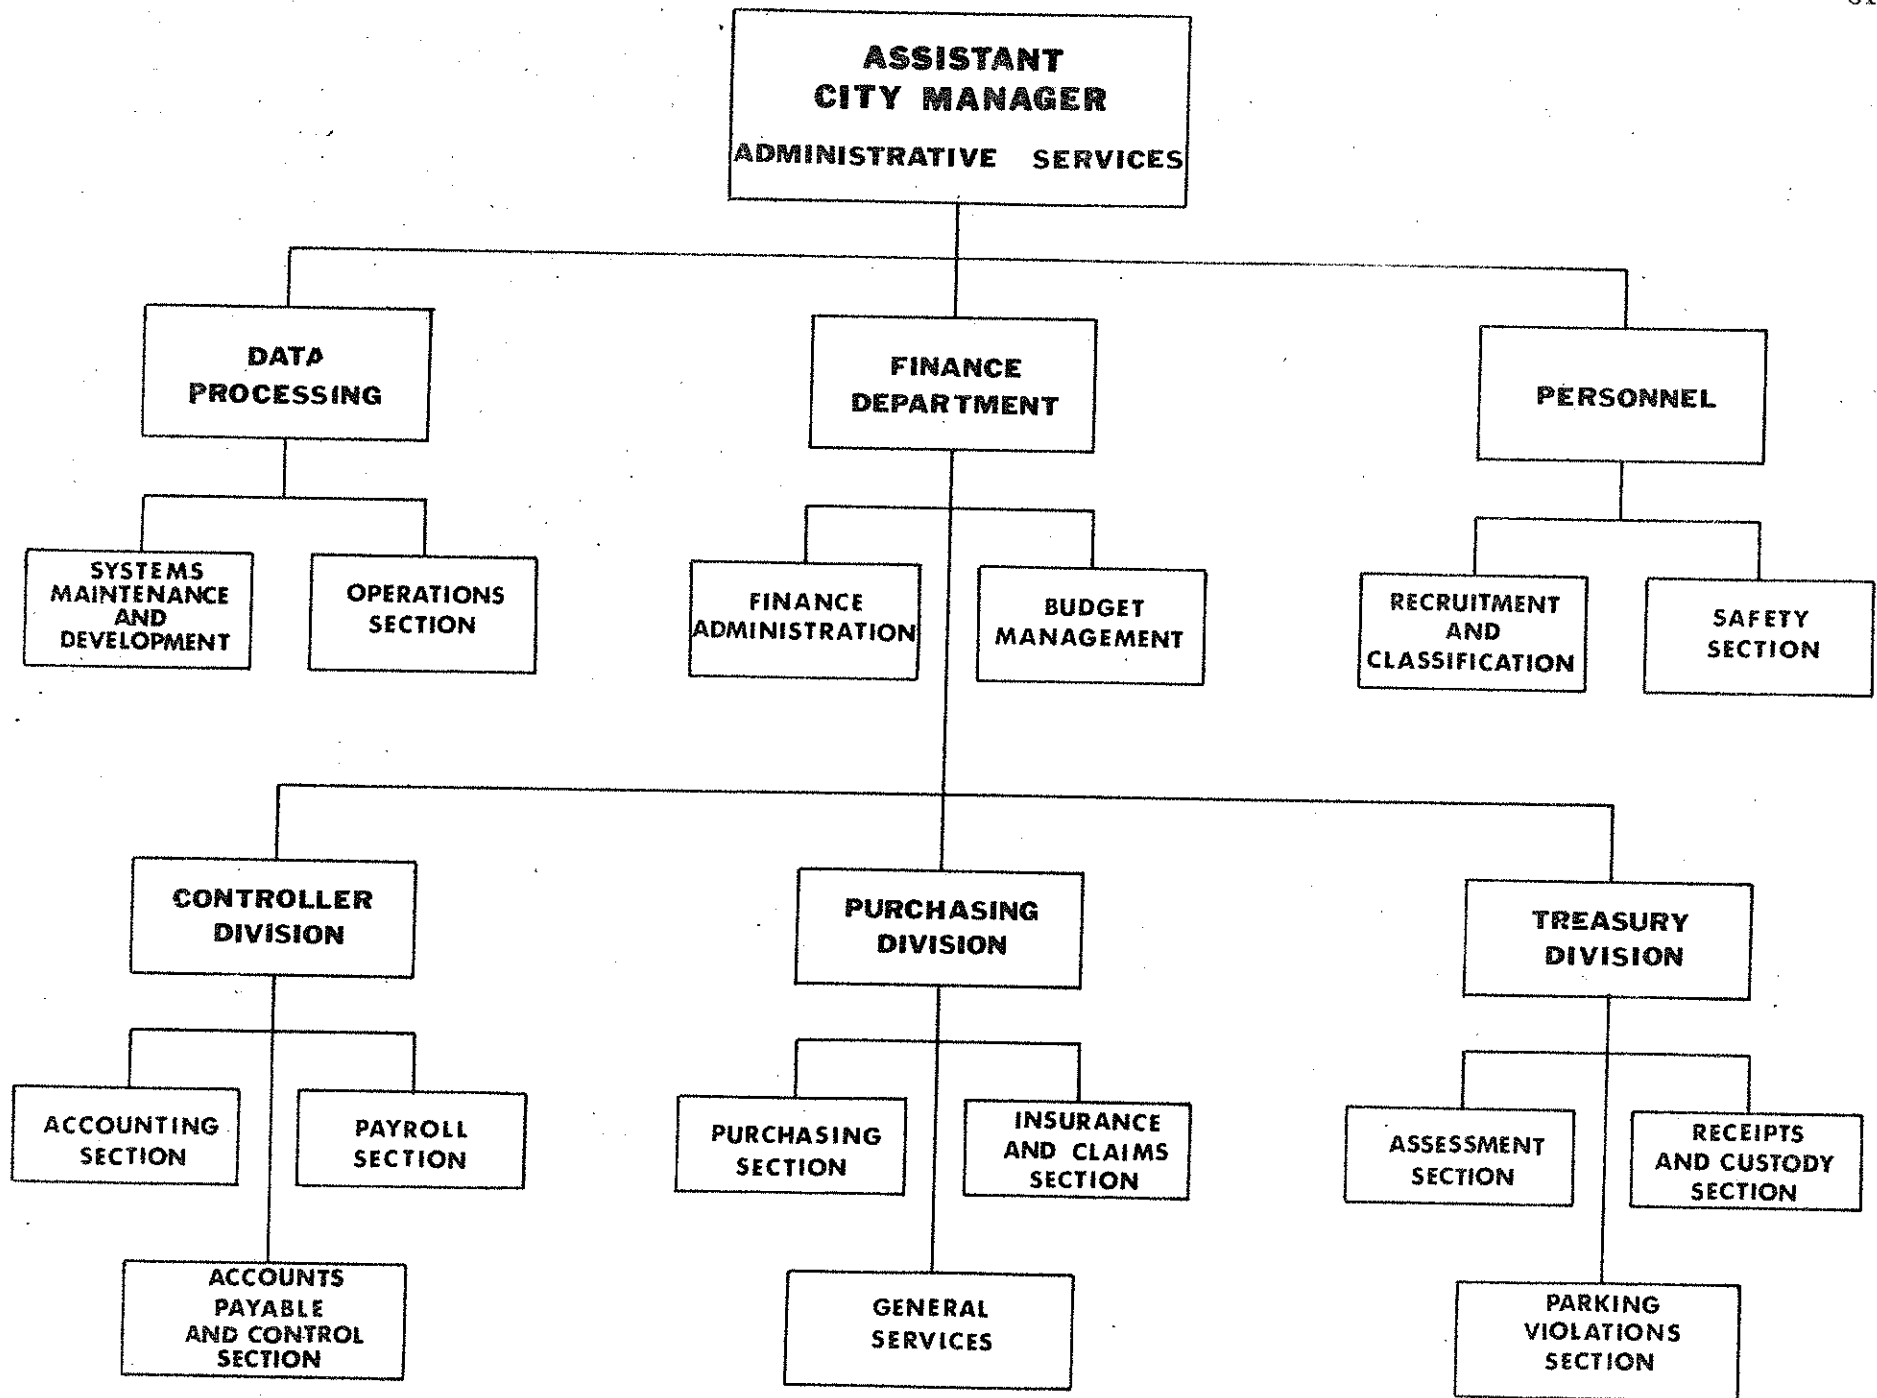 ASSISTANT
CITY MANAGER
ADMINISTRATIVE SERVICES
DATA
PROCESSING
FINANCE
DEPARTMENT
PERSONNEL
SYSTEMS
MAINTENANCE
AND
DEVELOPMENT
OPERATIONS
SECTION
FINANCE
ADMINISTRATION
BUDGET
MANAGEMENT
RECRUITMENT
AND
CLASSIFICATION
SAFETY
SECTION
CONTROLLER
DIVISION
PURCHASING
DIVISION
TREASURY
DIVISION
ACCOUNTING
SECTION
PAYROLL
SECTION
PURCHASING
SECTION
INSURANCE
AND CLAIMS
SECTION
ASSESSMENT
SECTION
RECEIPTS
AND CUSTODY
SECTION
ACCOUNTS
PAYABLE
AND CONTROL
SECTION
GENERAL
SERVICES
PARKING
VIOLATIONS
SECTION